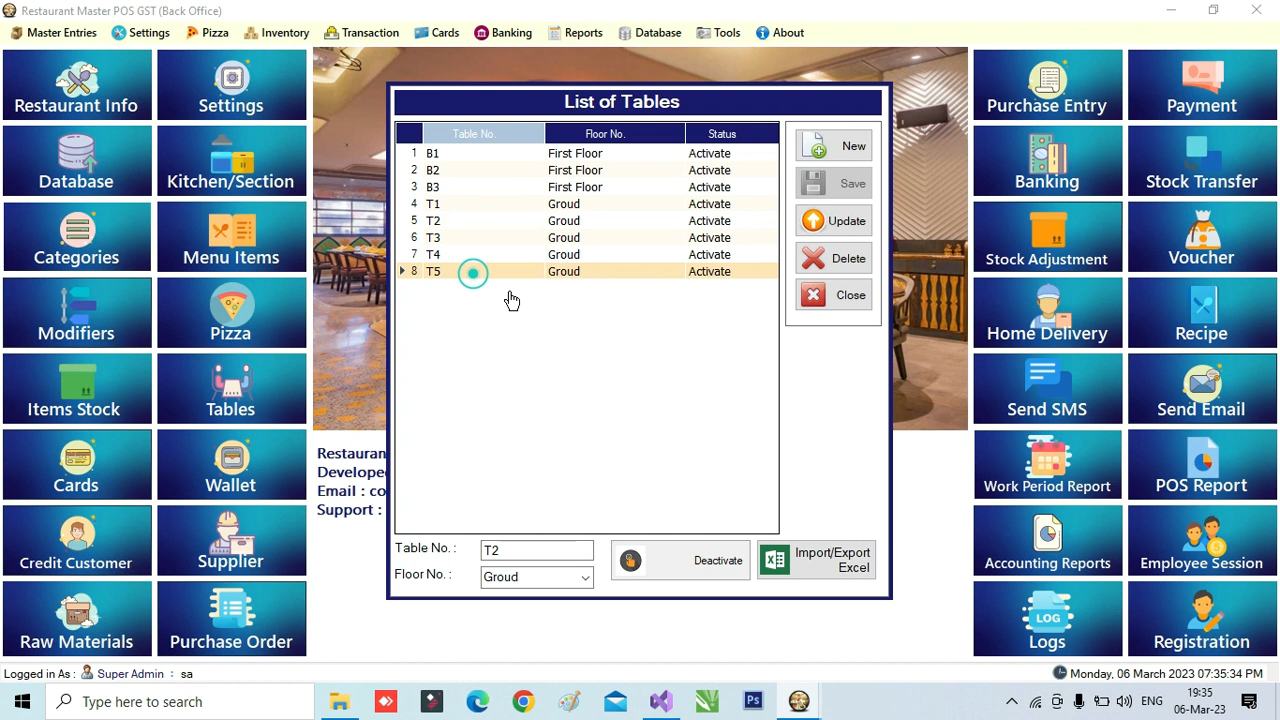 Restaurant Master POS GST (Back Office)
Master Entries Settings Pizza Inventory Transaction Cards Banking Reports Database Tools About
Restaurant Info Settings
Database Kitchen/Section
Categories Menu Items
Modifiers Pizza
Items Stock Tables
Cards Wallet
Credit Customer Supplier
Raw Materials Purchase Order
List of Tables
Table No. Floor No. Status
1 B1 First Floor Activate
2 B2 First Floor Activate
3 B3 First Floor Activate
4 T1 Groud Activate
5 T2 Groud Activate
6 T3 Groud Activate
7 T4 Groud Activate
8 T5 Groud Activate
New
Save
Update
Delete
Close
Table No. : T2
Floor No. : Groud
Deactivate
Import/Export
Excel
Restauran
Develope
Email : co
Support :
Purchase Entry Payment
Banking Stock Transfer
Stock Adjustment Voucher
Home Delivery Recipe
Send SMS Send Email
Work Period Report POS Report
Accounting Reports Employee Session
LOG
Logs Registration
Logged in As : Super Admin : sa
Monday, 06 March 2023 07:35:34 PM
Type here to search
Ps
ENG
19:35
06-Mar-23